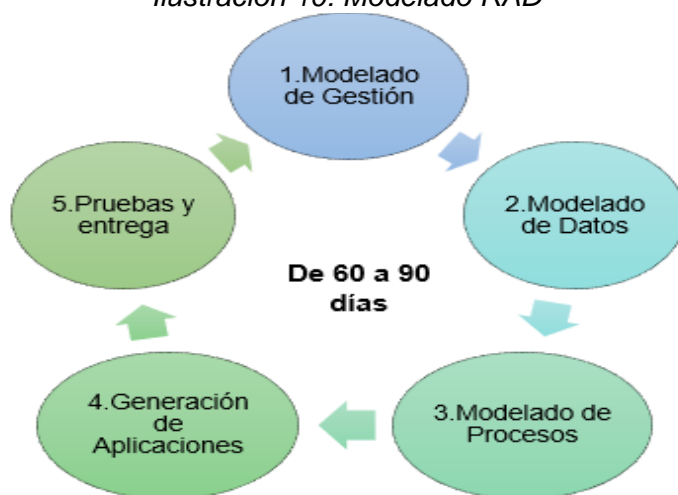 Ilustración 10. Modelado RAD
1.Modelado
de Gestión
2.Modelado
de Datos
3.Modelado de
Procesos
4.Generación
de
Aplicaciones
5.Pruebas y
entrega
De 60 a 90
días